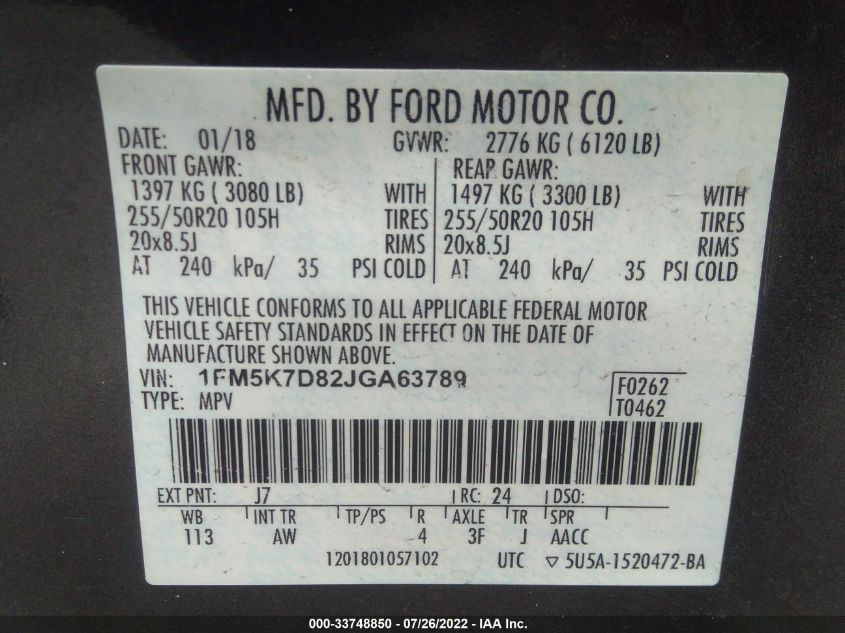 MFD. BY FORD MOTOR CO.
DATE: 01/18 GVWR: 2776 KG ( 6120 LB)
FRONT GAWR: REAR GAWR:
1397 KG ( 3080 LB) WITH 1497 KG ( 3300 LB) WITH
255/50R20 105H TIRES 255/50R20 105H TIRES
20x8.5J RIMS 20x8.5J RIMS
AT 240 kPa/ 35 PSI COLD AT 240 kPa/ 35 PSI COLD
THIS VEHICLE CONFORMS TO ALL APPLICABLE FEDERAL MOTOR
VEHICLE SAFETY STANDARDS IN EFFECT ON THE DATE OF
MANUFACTURE SHOWN ABOVE.
VIN: 1FM5K7D82JGA63789
F0262
TYPE: MPV T0462
EXT PNT: J7 RC: 24 DSO:
WB INT TR TP/PS R AXLE TR SPR
113 AW 4 3F J AACC
1201801057102 UTC ▽ 5U5A-1520472-BA
000-33748850 - 07/26/2022 - IAA Inc.